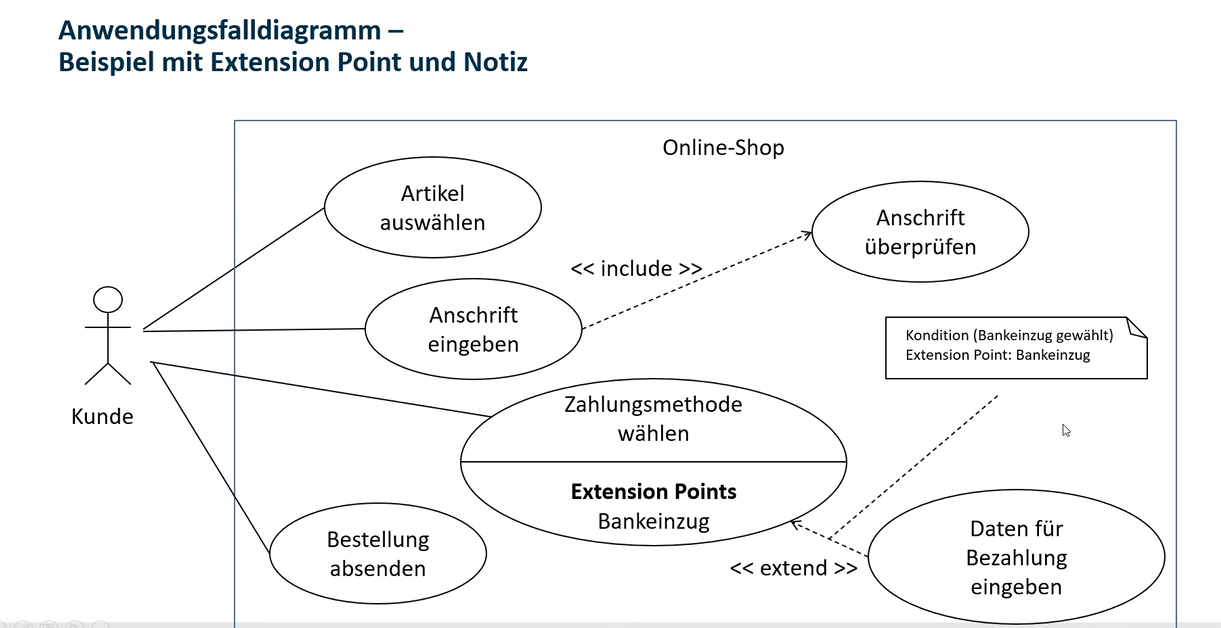 Anwendungsfalldiagramm –
Beispiel mit Extension Point und Notiz
Online-Shop
Artikel
auswählen
Anschrift
überprüfen
<< include >>
Anschrift
eingeben
Kondition (Bankeinzug gewählt)
Extension Point: Bankeinzug
Kunde
Zahlungsmethode
wählen
Extension Points
Bankeinzug
Bestellung
absenden
<< extend >>
Daten für
Bezahlung
eingeben